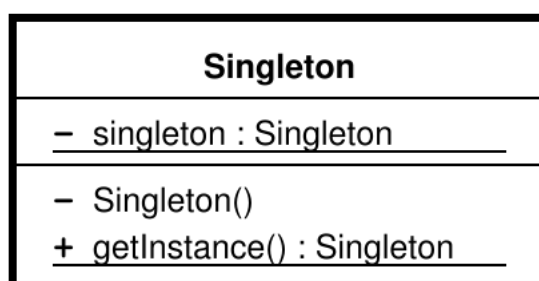 Singleton
– singleton : Singleton
– Singleton()
+ getInstance() : Singleton